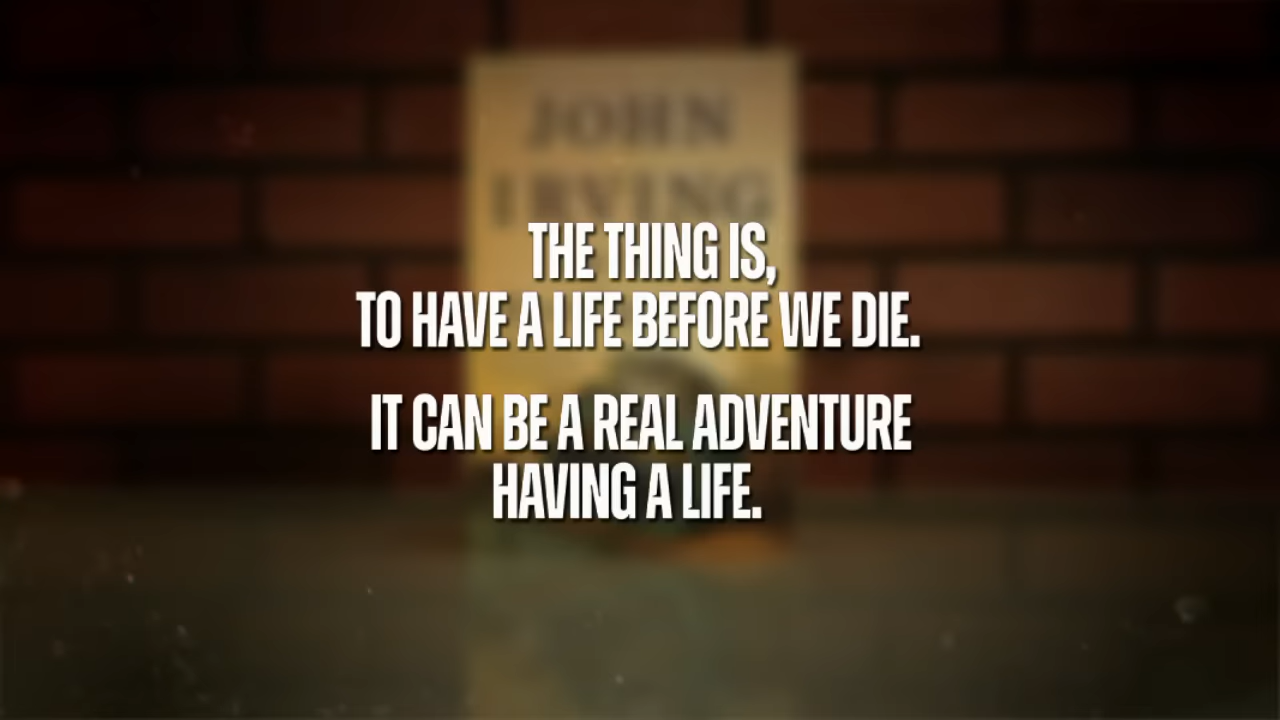 JOHN
IRVING
THE THING IS,
TO HAVE A LIFE BEFORE WE DIE.
IT CAN BE A REAL ADVENTURE
HAVING A LIFE.